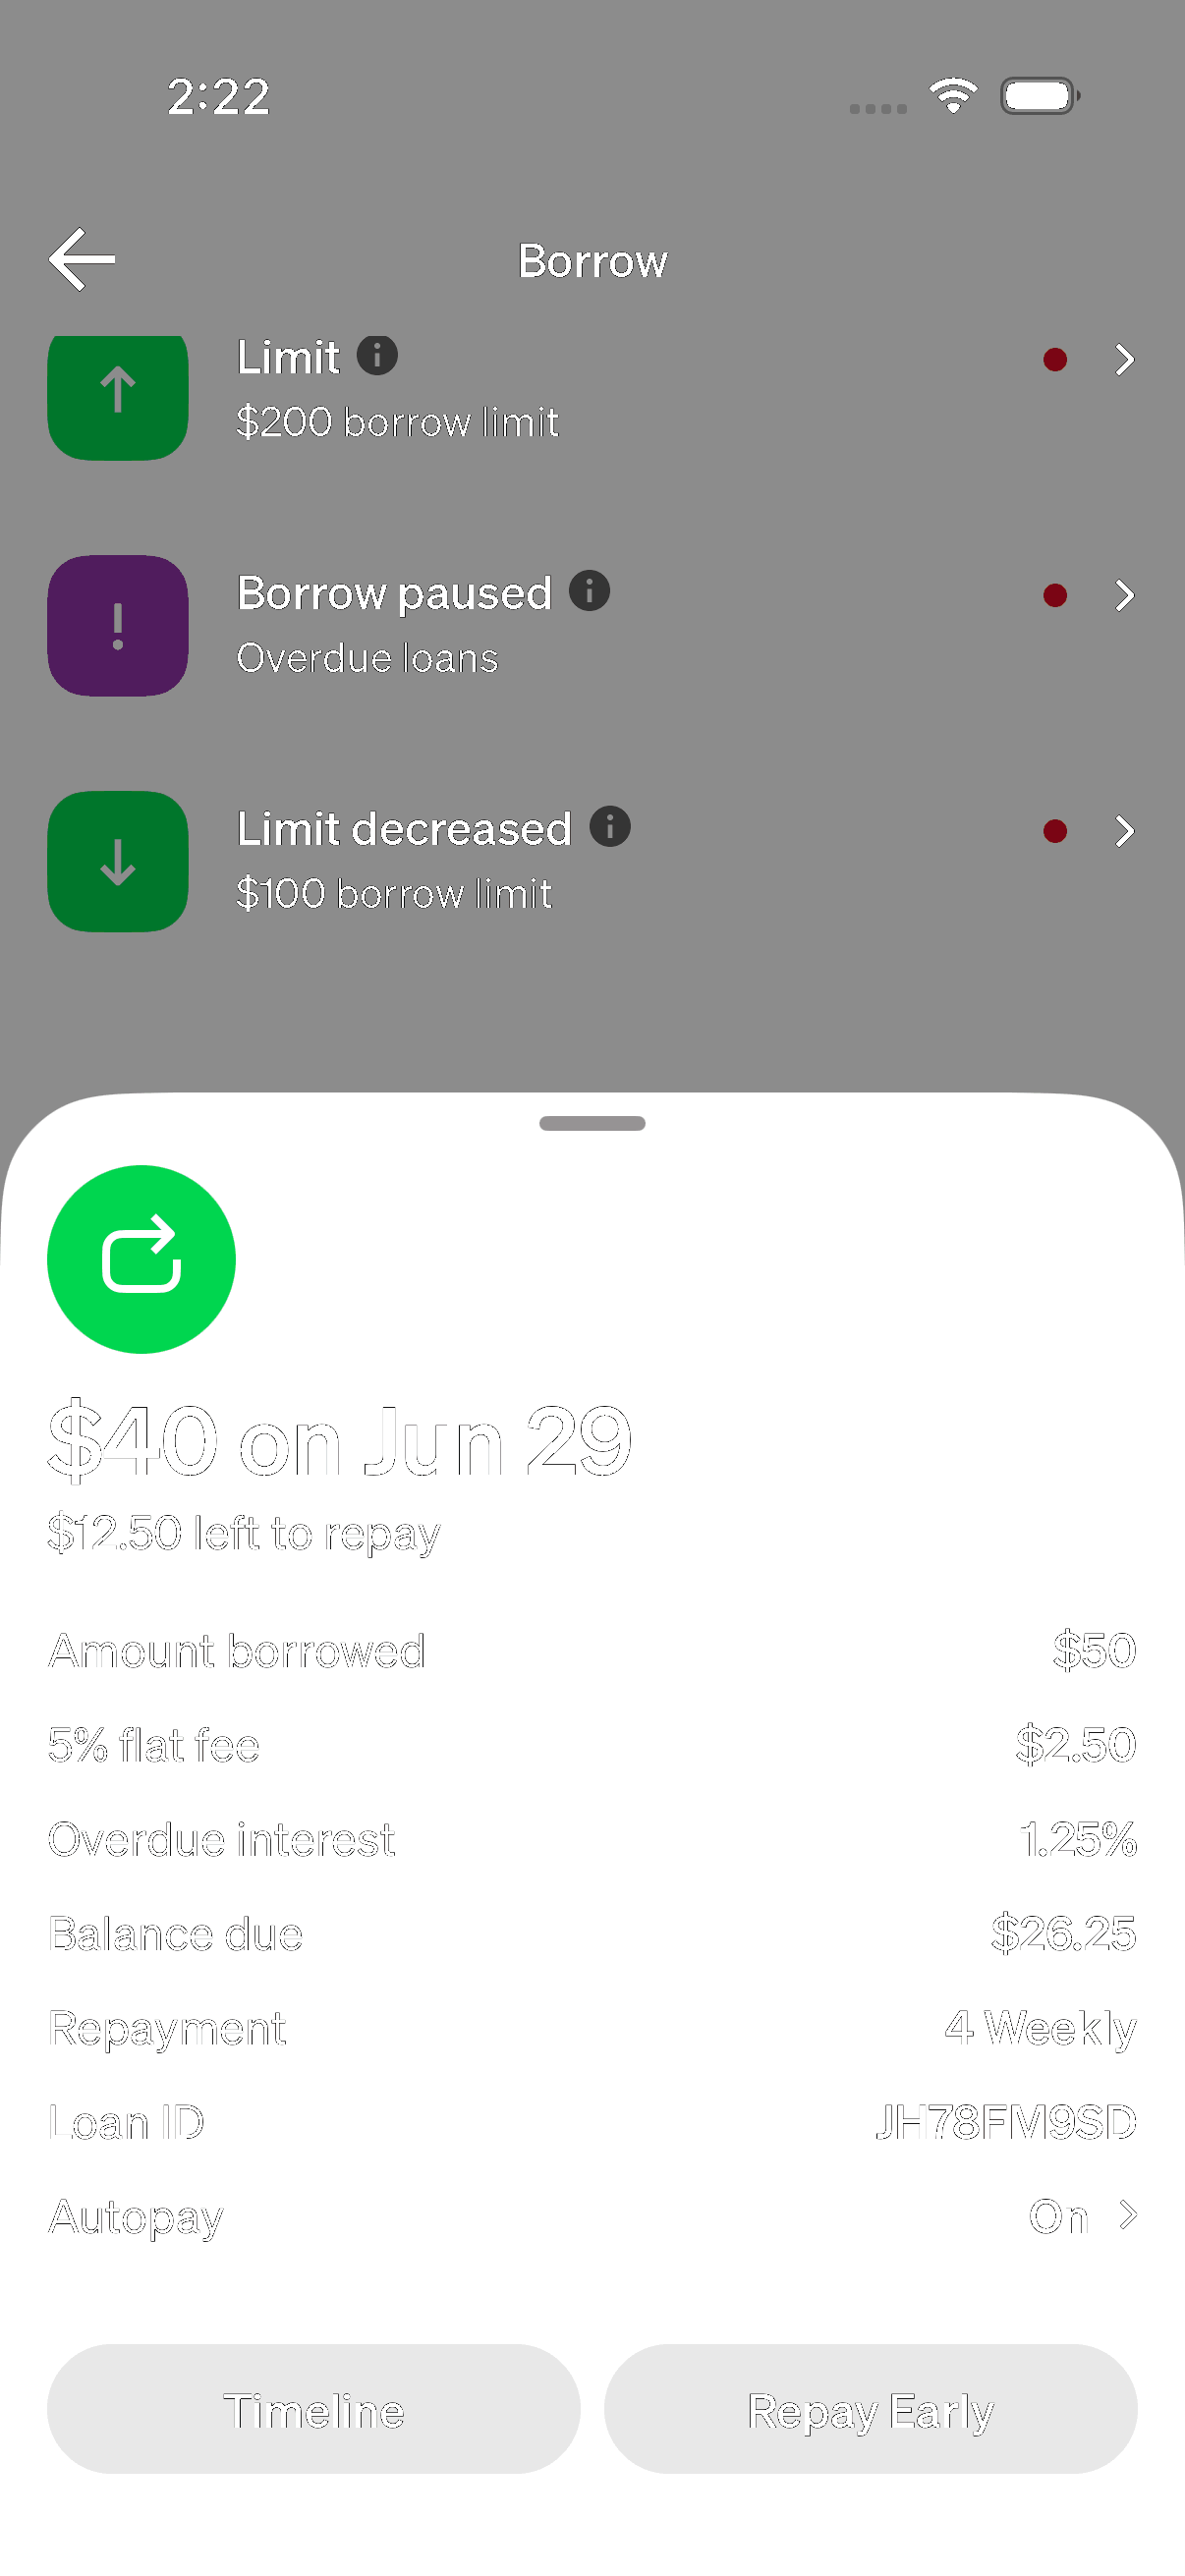 2:22
Borrow
Limit
$200 borrow limit
Borrow paused
Overdue loans
Limit decreased
$100 borrow limit
$40 on Jun 29
$12.50 left to repay
Amount borrowed $50
5% flat fee $2.50
Overdue interest 1.25%
Balance due $26.25
Repayment 4 Weekly
Loan ID JH78FM9SD
Autopay On
Timeline Repay Early